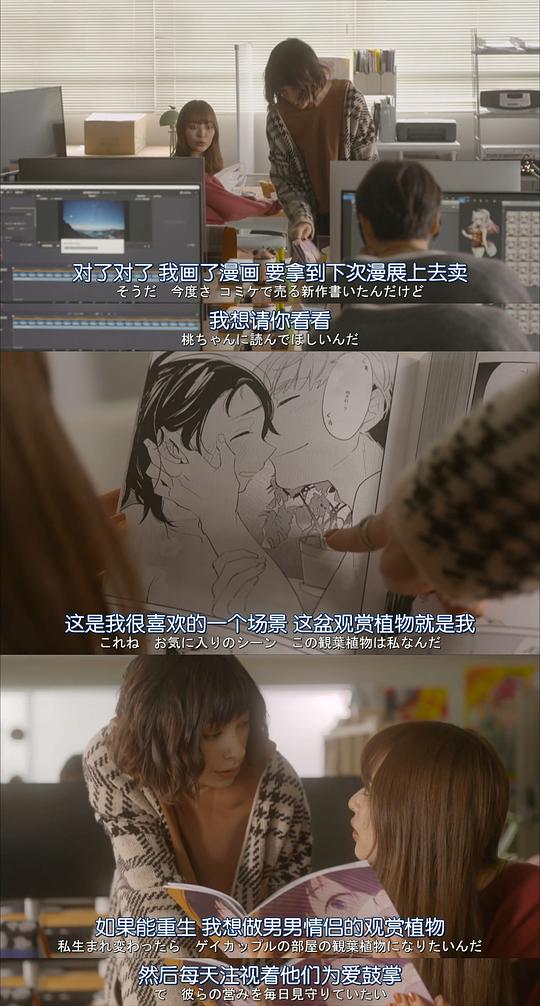 对了对了 我画了漫画 要拿到下次漫展上去卖
そうだ 今度さ コミケで売る新作書いたんだけど
我想请你看看
桃ちゃんに読んでほしいんだ
这是我很喜欢的一个场景 这盆观赏植物就是我
これね お気に入りのシーン この観葉植物は私なんだ
如果能重生 我想做男男情侣的观赏植物
私生まれ変わったら ゲイカップルの部屋の観葉植物になりたいんだ
然后每天注视着他们为爱鼓掌
で 彼らの営みを毎日見守りていたい